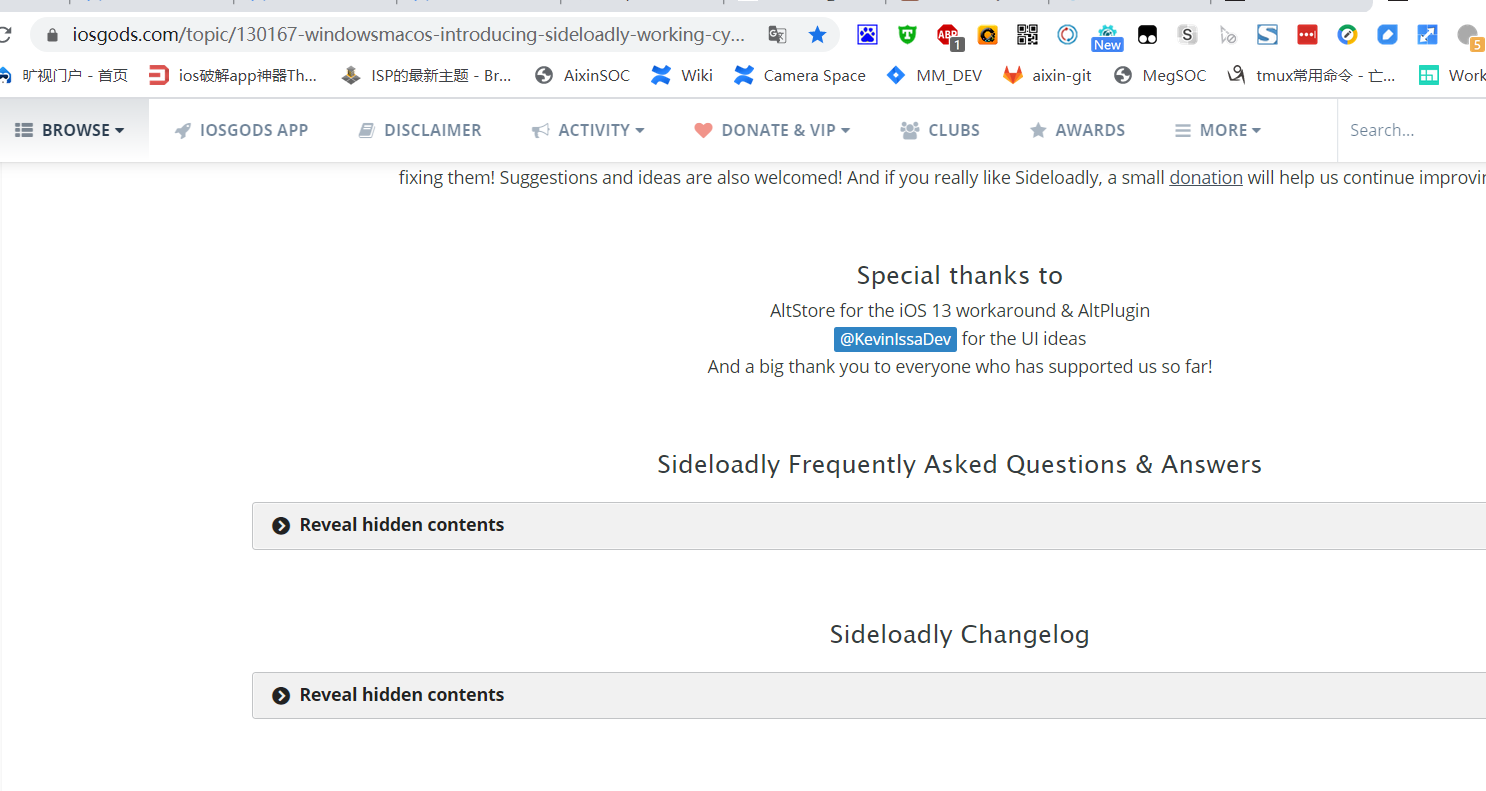 iosgods.com/topic/130167-windowsmacos-introducing-sideloadly-working-cy...
ABP
1
New
S
5
旷视门户 - 首页
ios破解app神器Th...
ISP的最新主题 - Br...
AixinSOC
Wiki
Camera Space
MM_DEV
aixin-git
MegSOC
tmux常用命令 - 亡...
Work
BROWSE
IOSGODS APP
DISCLAIMER
ACTIVITY
DONATE & VIP
CLUBS
AWARDS
MORE
Search...
fixing them! Suggestions and ideas are also welcomed! And if you really like Sideloadly, a small donation will help us continue improvin
Special thanks to
AltStore for the iOS 13 workaround & AltPlugin
@KevinIssaDev for the UI ideas
And a big thank you to everyone who has supported us so far!
Sideloadly Frequently Asked Questions & Answers
Reveal hidden contents
Sideloadly Changelog
Reveal hidden contents